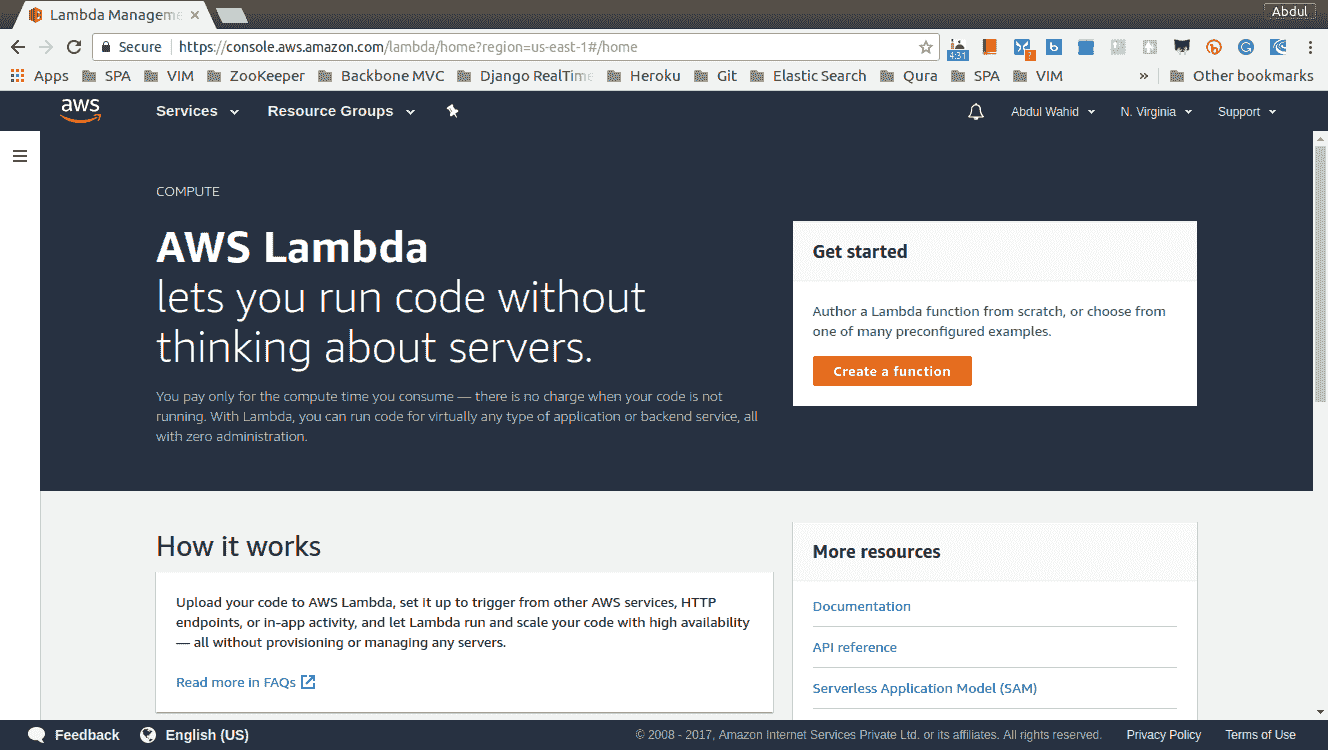 Abdul
Lambda Manageme
Secure https://console.aws.amazon.com/lambda/home?region=us-east-1#/home
4:31
?
b
G
Apps SPA VIM ZooKeeper Backbone MVC Django RealTime Heroku Git Elastic Search Qura SPA VIM » Other bookmarks
aws Services Resource Groups Abdul Wahid N. Virginia Support
COMPUTE
AWS Lambda
lets you run code without
thinking about servers.
You pay only for the compute time you consume — there is no charge when your code is not
running. With Lambda, you can run code for virtually any type of application or backend service, all
with zero administration.
Get started
Author a Lambda function from scratch, or choose from
one of many preconfigured examples.
Create a function
How it works
Upload your code to AWS Lambda, set it up to trigger from other AWS services, HTTP
endpoints, or in-app activity, and let Lambda run and scale your code with high availability
— all without provisioning or managing any servers.
Read more in FAQs
More resources
Documentation
API reference
Serverless Application Model (SAM)
Feedback English (US) © 2008 - 2017, Amazon Internet Services Private Ltd. or its affiliates. All rights reserved. Privacy Policy Terms of Use